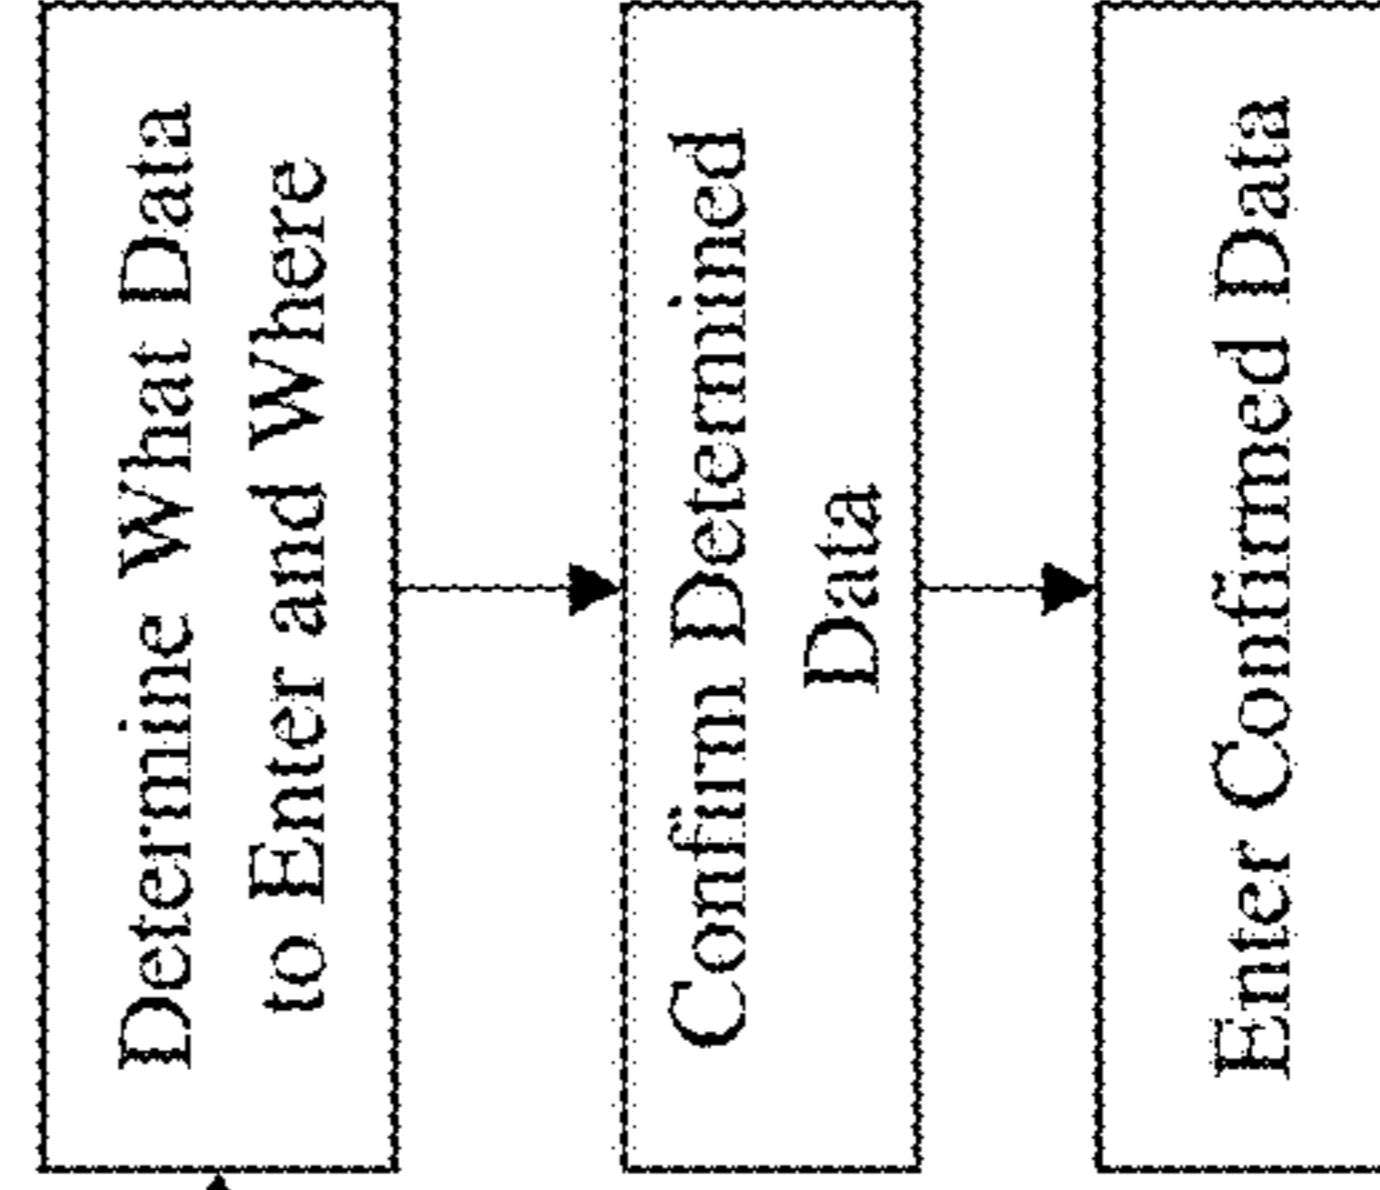 Determine What Data
to Enter and Where
Confirm Determined
Data
Enter Confirmed Data